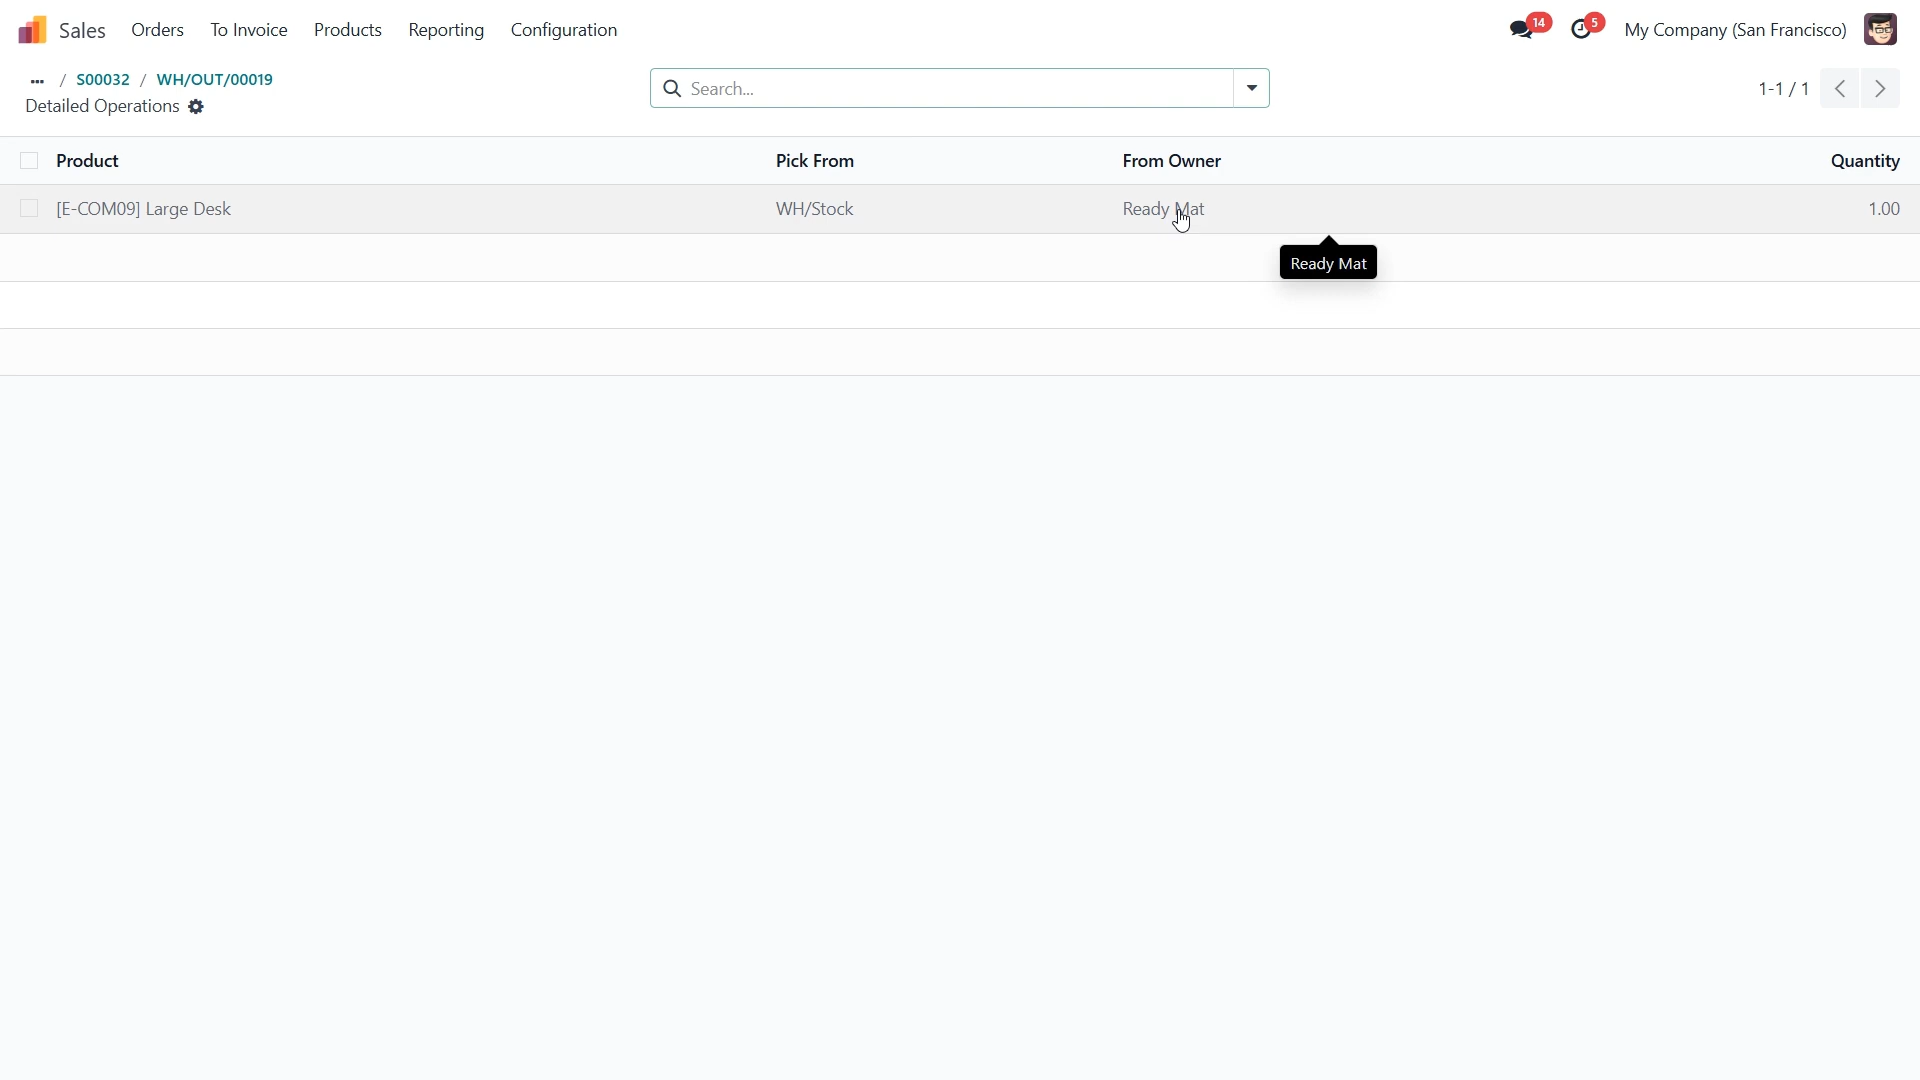 Sales Orders To Invoice Products Reporting Configuration 14 5 My Company (San Francisco)
... / S00032 / WH/OUT/00019
Detailed Operations
Search...
1-1 / 1
Product Pick From From Owner Quantity
[E-COM09] Large Desk WH/Stock Ready Mat 1.00
Ready Mat